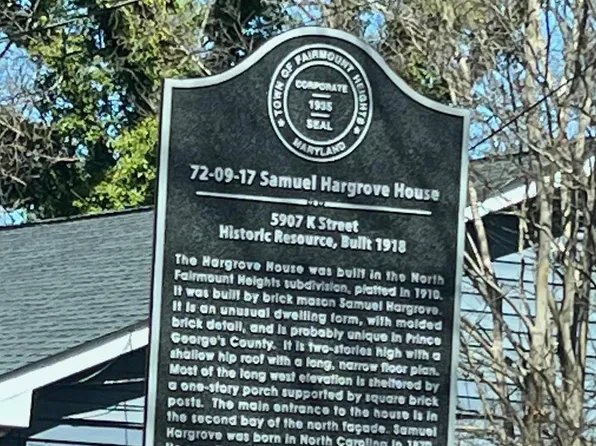 TOWN OF FAIRMOUNT HEIGHTS
CORPORATE
1935
SEAL
MARYLAND
72-09-17 Samuel Hargrove House
5907 K Street
Historic Resource, Built 1918
The Hargrove House was built in the North
Fairmount Heights subdivision, platted in 1910.
It was built by brick mason Samuel Hargrove.
It is an unusual dwelling form, with molded
brick detail, and is probably unique in Prince
George's County. It is two-stories high with a
shallow hip roof with a long, narrow floor plan.
Most of the long west elevation is sheltered by
a one-story porch supported by square brick
posts. The main entrance to the house is in
the second bay of the north façade. Samuel
Hargrove was born in North Carolina in